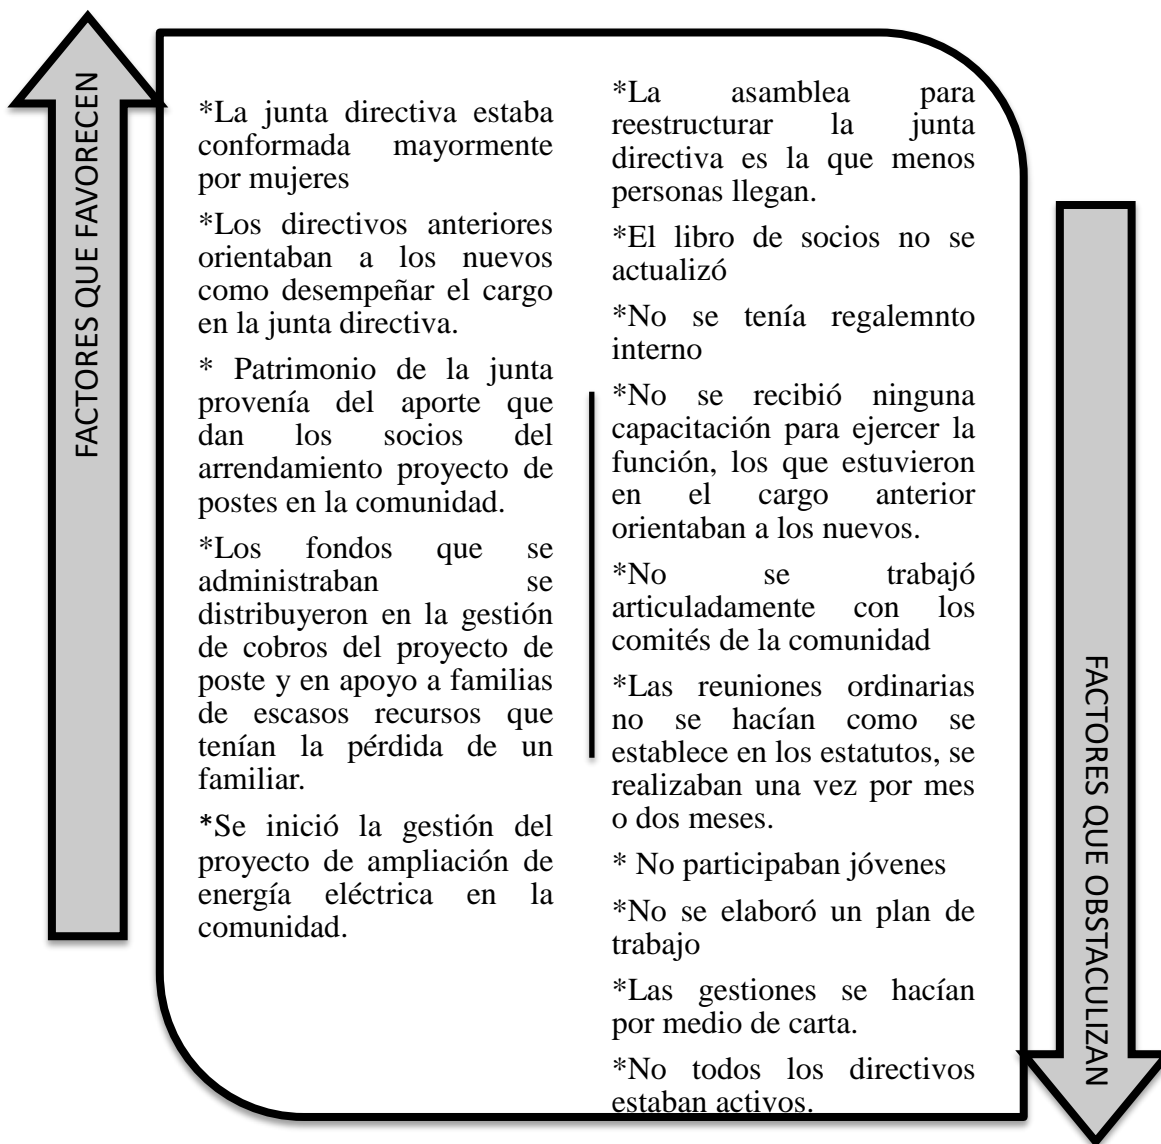 FACTORES QUE FAVORECEN
*La junta directiva estaba
conformada mayormente
por mujeres
*Los directivos anteriores
orientaban a los nuevos
como desempeñar el cargo
en la junta directiva.
* Patrimonio de la junta
provenía del aporte que
dan los socios del
arrendamiento proyecto de
postes en la comunidad.
*Los fondos que se
administraban se
distribuyeron en la gestión
de cobros del proyecto de
poste y en apoyo a familias
de escasos recursos que
tenían la pérdida de un
familiar.
*Se inició la gestión del
proyecto de ampliación de
energía eléctrica en la
comunidad.
*La asamblea para
reestructurar la junta
directiva es la que menos
personas llegan.
*El libro de socios no se
actualizó
*No se tenía regalemnto
interno
*No se recibió ninguna
capacitación para ejercer la
función, los que estuvieron
en el cargo anterior
orientaban a los nuevos.
*No se trabajó
articuladamente con los
comités de la comunidad
*Las reuniones ordinarias
no se hacían como se
establece en los estatutos, se
realizaban una vez por mes
o dos meses.
* No participaban jóvenes
*No se elaboró un plan de
trabajo
*Las gestiones se hacían
por medio de carta.
*No todos los directivos
estaban activos.
FACTORES QUE OBSTACULIZAN